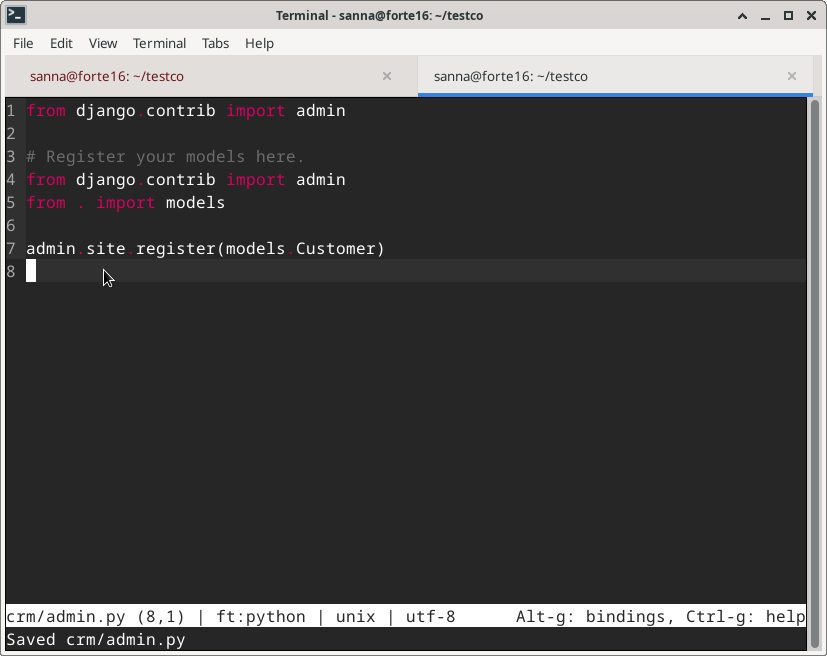 Terminal - sanna@forte16: ~/testco
File Edit View Terminal Tabs Help
sanna@forte16: ~/testco sanna@forte16: ~/testco
1 from django.contrib import admin
2
3 # Register your models here.
4 from django.contrib import admin
5 from . import models
6
7 admin.site.register(models.Customer)
8
crm/admin.py (8,1) | ft:python | unix | utf-8 Alt-g: bindings, Ctrl-g: help
Saved crm/admin.py